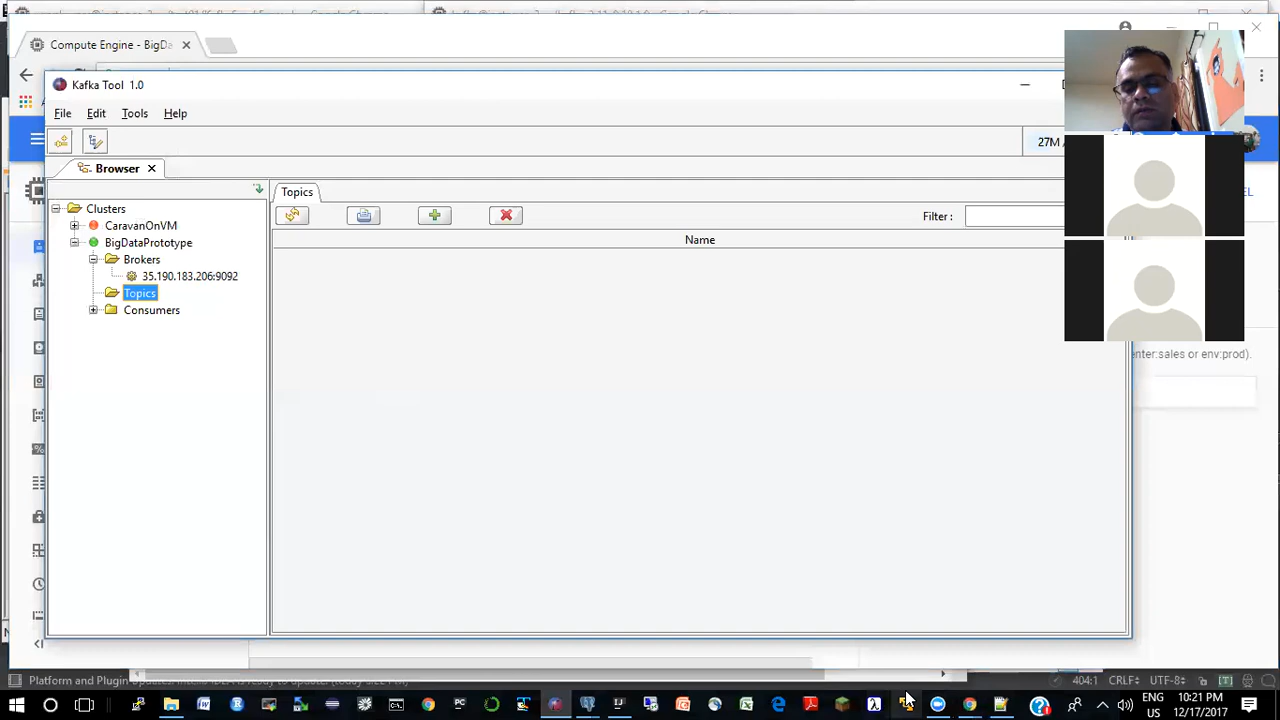 Compute Engine - BigDa
Kafka Tool 1.0
File Edit Tools Help
27M
Browser
Topics
Clusters
CaravanOnVM
BigDataPrototype
Brokers
35.190.183.206:9092
Topics
Consumers
Filter :
Name
EL
enter:sales or env:prod).
Platform and Plugin Updates: IntelliJ IDEA is ready to update. (today 5:22 PM)
404:1 CRLF UTF-8
ENG
US
10:21 PM
12/17/2017